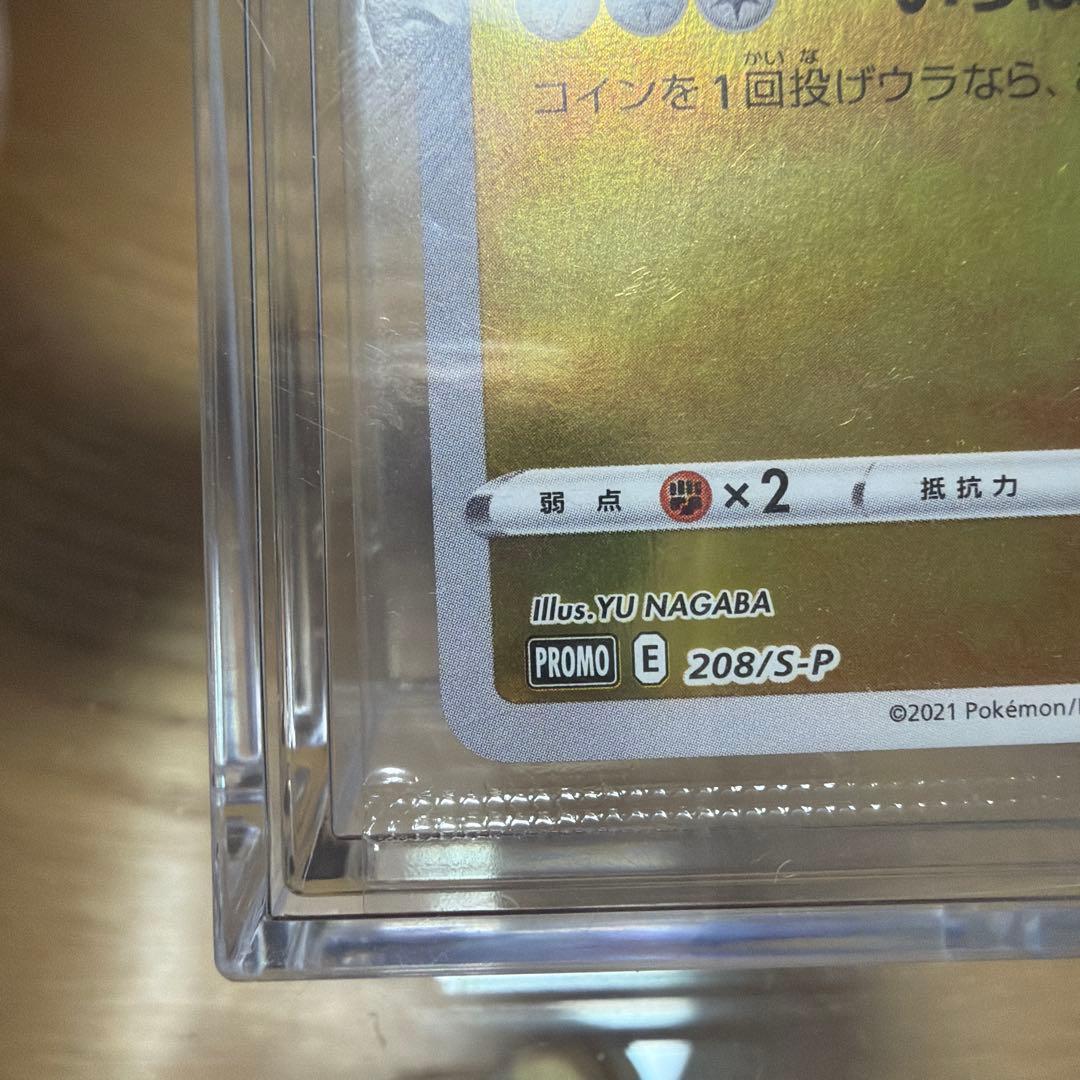 かい な
コインを1回投げウラなら、
弱点 ×2 抵抗力
Illus.YU NAGABA
PROMO E 208/S-P
©2021 Pokémon/